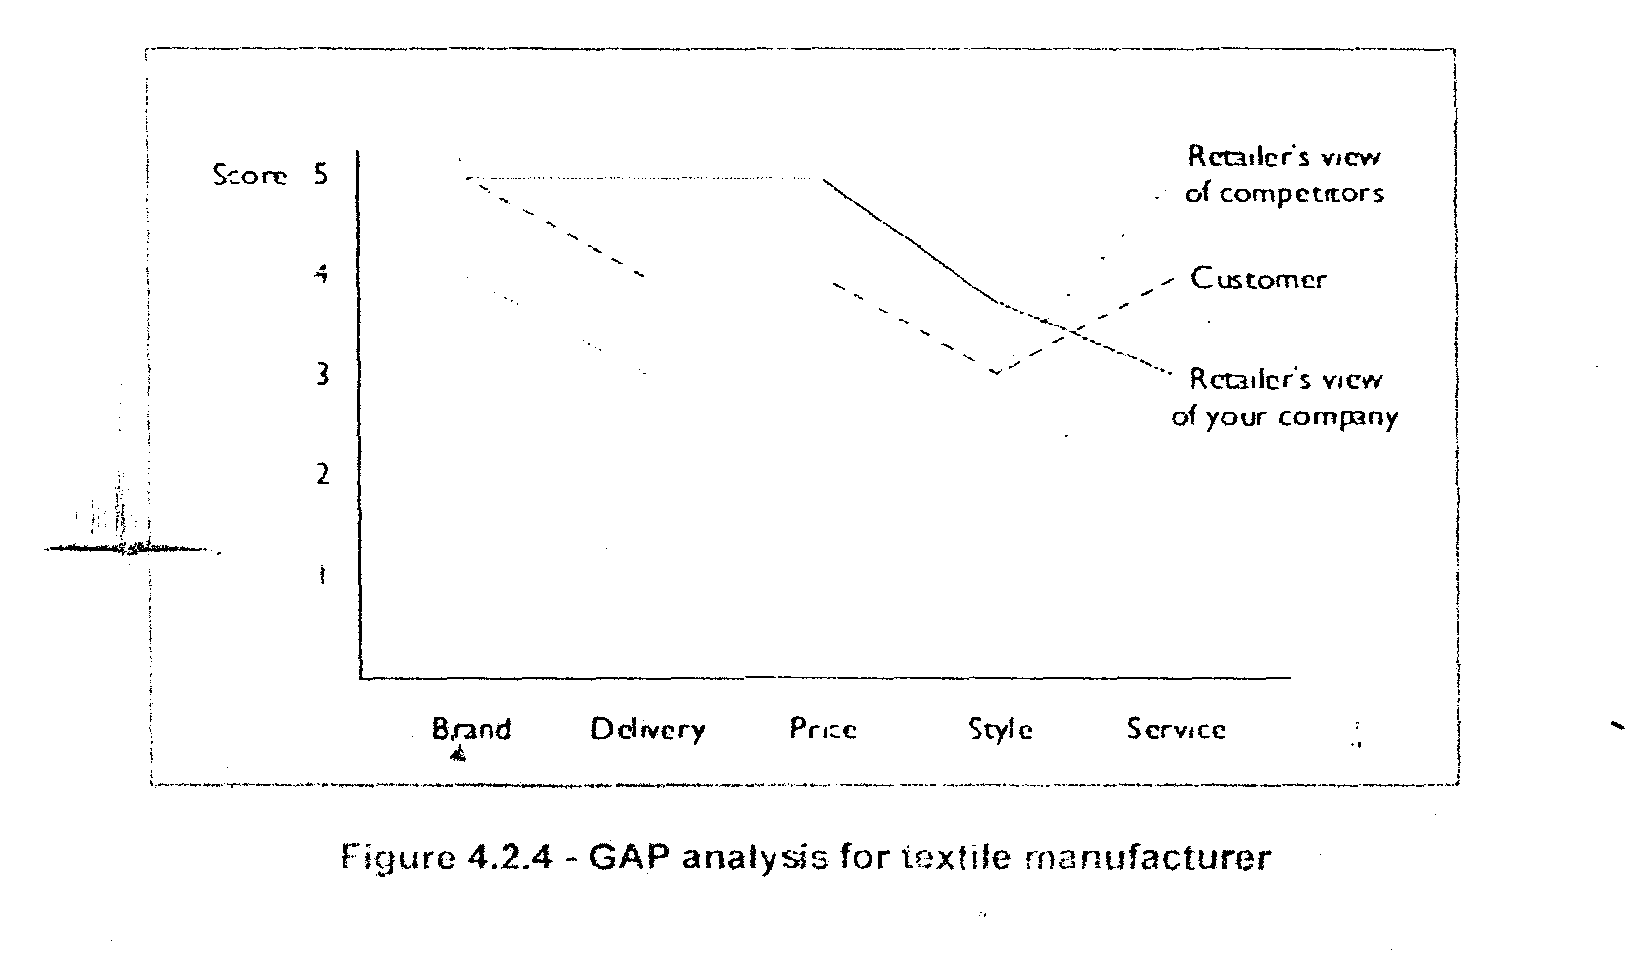 Retailer's view
of competitors
Score 5
4
Customer
3
Retailer's view
of your company
2
1
Brand Delivery Price Style Service
Figure 4.2.4 - GAP analysis for textile manufacturer